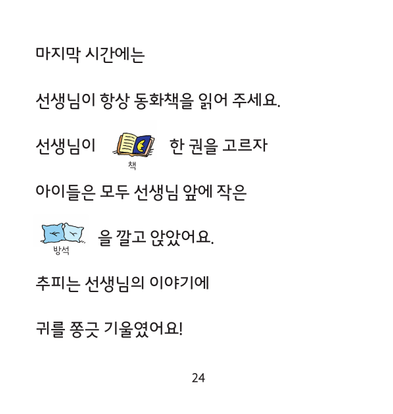 마지막 시간에는
선생님이 항상 동화책을 읽어 주세요.
선생님이 책 한 권을 고르자
아이들은 모두 선생님 앞에 작은
방석 을 깔고 앉았어요.
추피는 선생님의 이야기에
귀를 쫑긋 기울였어요!
24